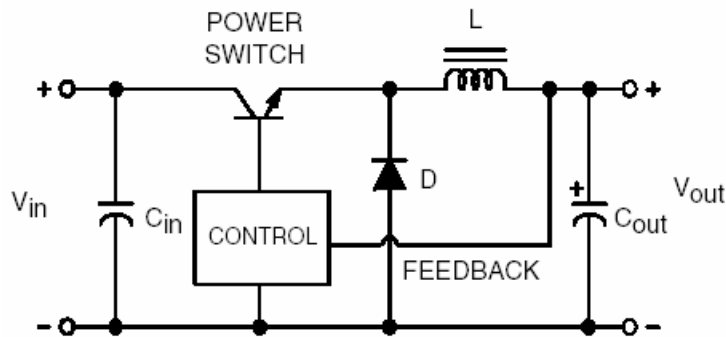 POWER
SWITCH
L
+
+
Vin
Cin
CONTROL
D
FEEDBACK
+
Cout
Vout
-
-